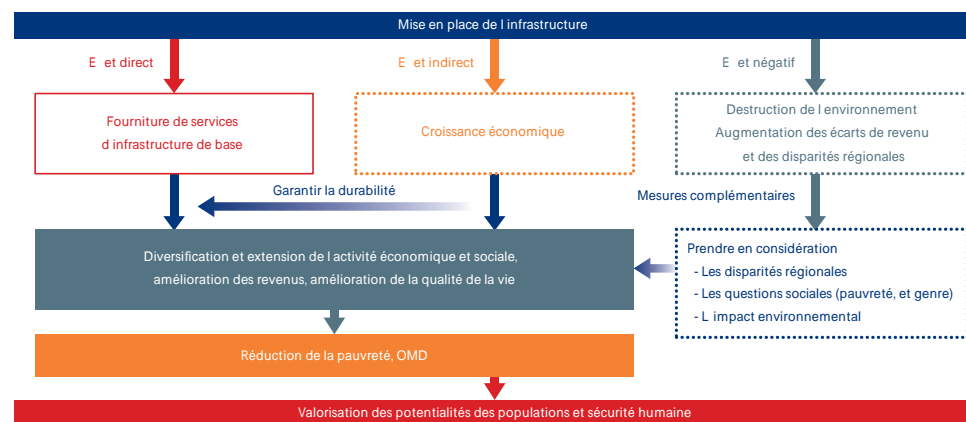 Mise en place de l infrastructure
E et direct
E et indirect
E et négatif
Fourniture de services
d infrastructure de base
Croissance économique
Destruction de l environnement
Augmentation des écarts de revenu
et des disparités régionales
Garantir la durabilité
Mesures complémentaires
Diversification et extension de l activité économique et sociale,
amélioration des revenus, amélioration de la qualité de la vie
Prendre en considération
- Les disparités régionales
- Les questions sociales (pauvreté, et genre)
- L impact environnemental
Réduction de la pauvreté, OMD
Valorisation des potentialités des populations et sécurité humaine